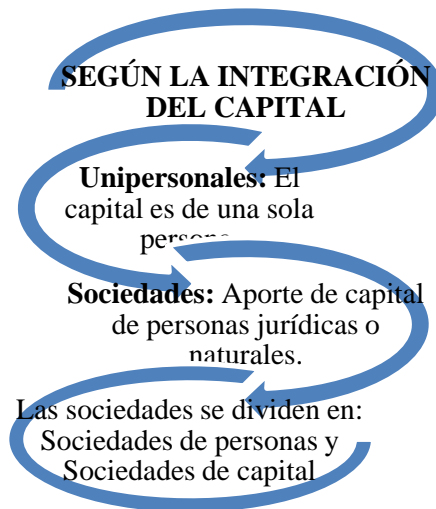 SEGÚN LA INTEGRACIÓN
DEL CAPITAL
Unipersonales: El
capital es de una sola
Sociedades: Aporte de capital
de personas jurídicas o
naturales.
Las sociedades se dividen en:
Sociedades de personas y
Sociedades de capital